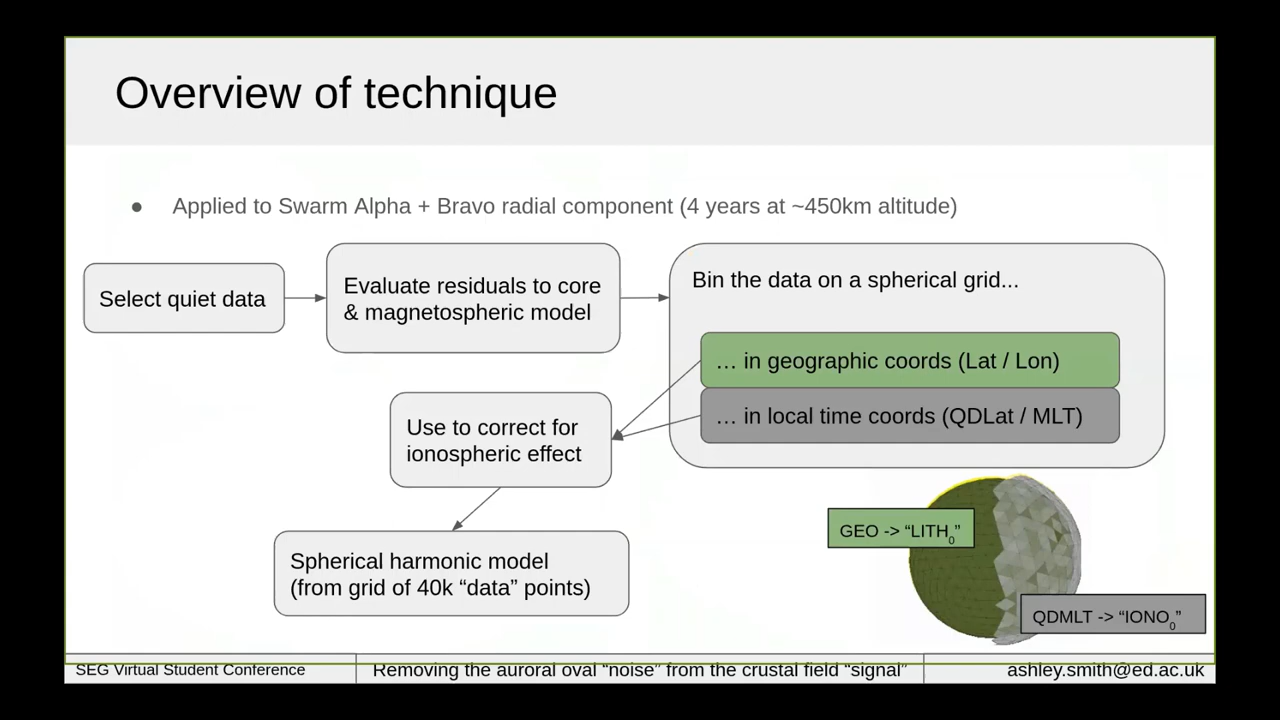 Overview of technique
● Applied to Swarm Alpha + Bravo radial component (4 years at ~450km altitude)
Select quiet data
Evaluate residuals to core
& magnetospheric model
Bin the data on a spherical grid...
… in geographic coords (Lat / Lon)
… in local time coords (QDLat / MLT)
Use to correct for
ionospheric effect
Spherical harmonic model
(from grid of 40k “data” points)
GEO -> “LITH0”
QDMLT -> “IONO0”
SEG Virtual Student Conference
Removing the auroral oval “noise” from the crustal field “signal”
ashley.smith@ed.ac.uk